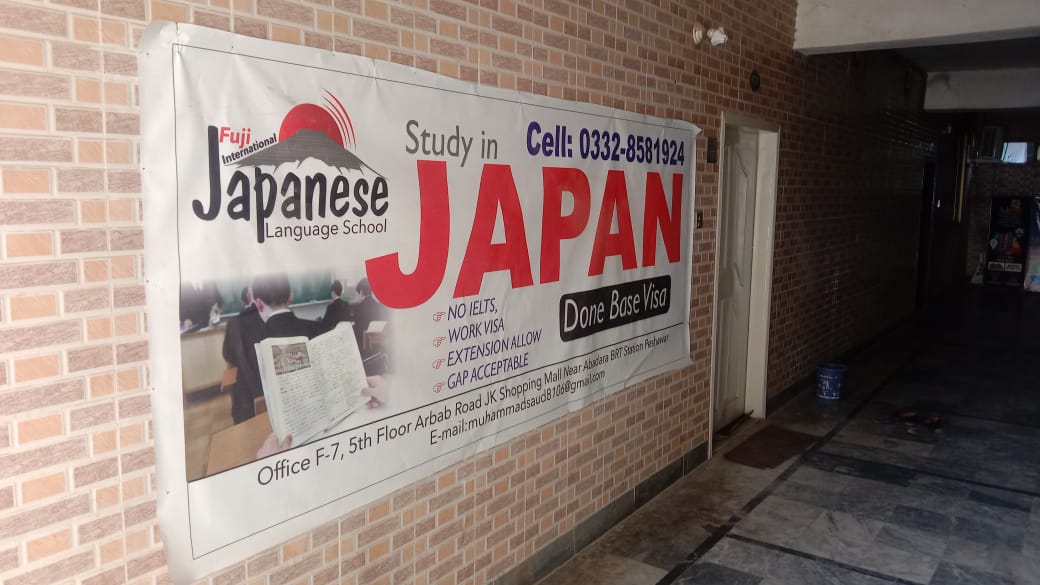 Fuji
International
Japanese
Language School
Study in
Cell: 0332-8581924
JAPAN
Done Base Visa
NO IELTS,
WORK VISA
EXTENSION ALLOW
GAP ACCEPTABLE
Office F-7, 5th Floor Arbab Road JK Shopping Mall Near Abadara BRT Station Peshawar
E-mail:muhammadsaud8106@gmail.com